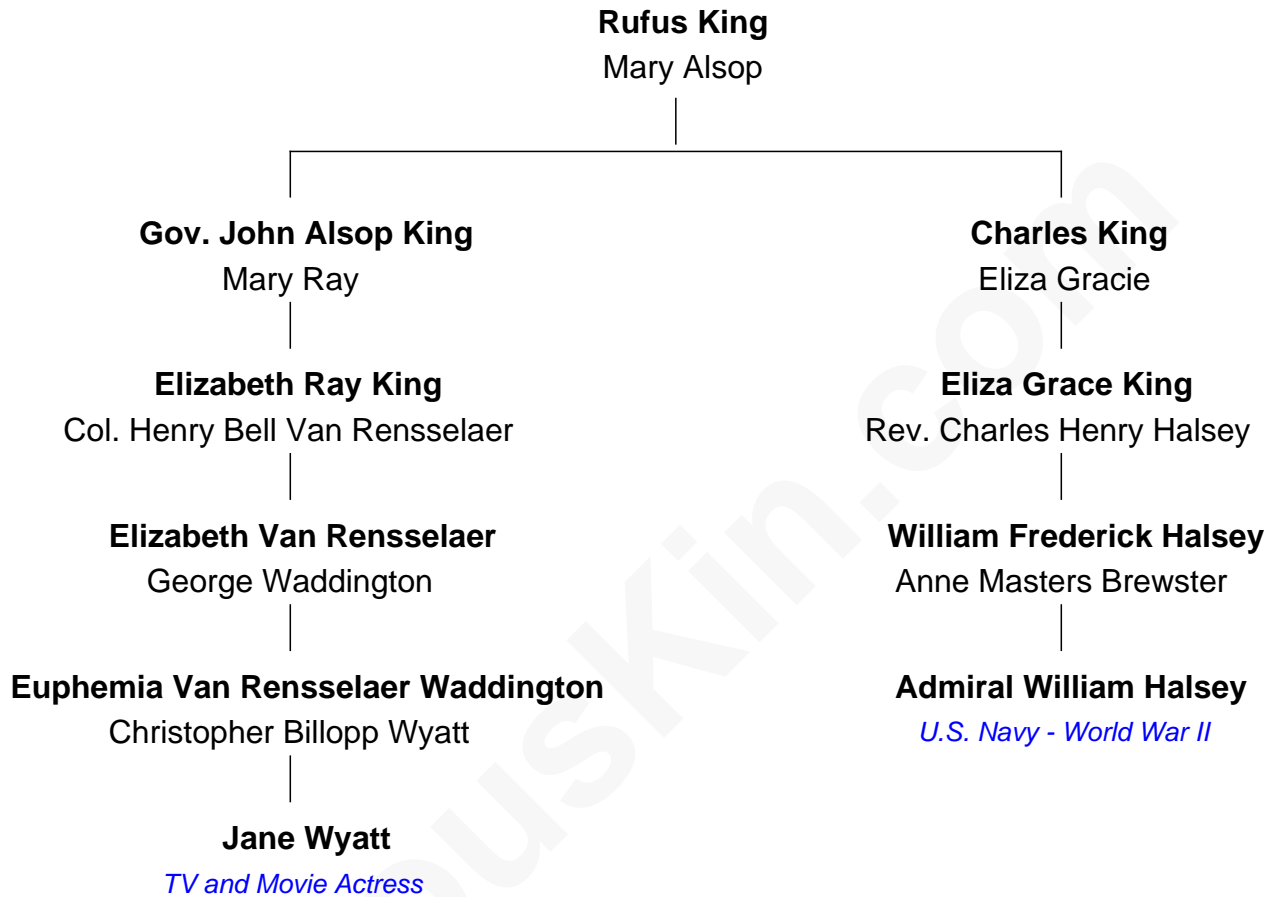 Rufus King
Mary Alsop
Gov. John Alsop King
Mary Ray
Charles King
Eliza Gracie
Elizabeth Ray King
Col. Henry Bell Van Rensselaer
Eliza Grace King
Rev. Charles Henry Halsey
Elizabeth Van Rensselaer
George Waddington
William Frederick Halsey
Anne Masters Brewster
Euphemia Van Rensselaer Waddington
Christopher Billopp Wyatt
Admiral William Halsey
U.S. Navy - World War II
Jane Wyatt
TV and Movie Actress
ousKin.com